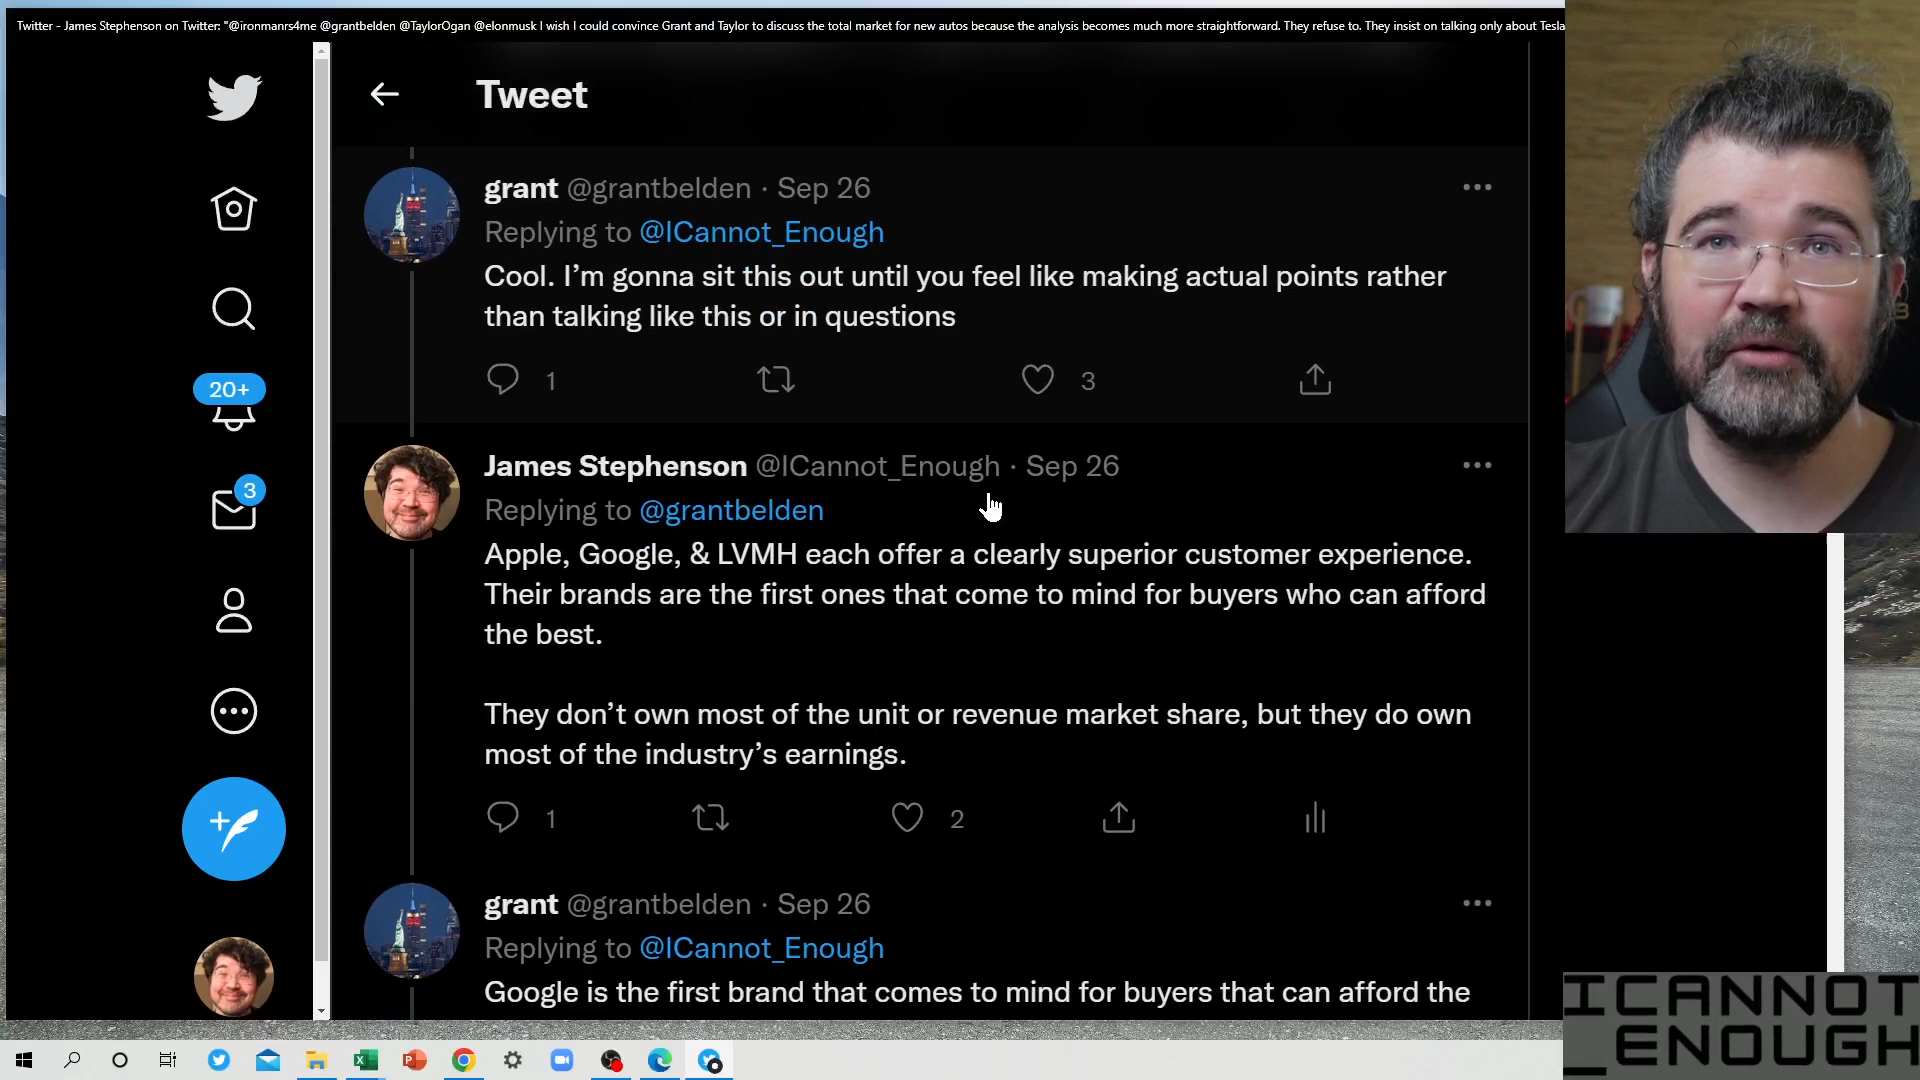 Twitter - James Stephenson on Twitter: "@ironmanrs4me @grantbelden @TaylorOgan @elonmusk I wish I could convince Grant and Taylor to discuss the total market for new autos because the analysis becomes much more straightforward. They refuse to. They insist on talking only about Tesla
Tweet
grant @grantbelden · Sep 26
Replying to @ICannot_Enough
Cool. I’m gonna sit this out until you feel like making actual points rather
than talking like this or in questions
1
3
20+
James Stephenson @ICannot_Enough · Sep 26
3
Replying to @grantbelden
Apple, Google, & LVMH each offer a clearly superior customer experience.
Their brands are the first ones that come to mind for buyers who can afford
the best.
They don’t own most of the unit or revenue market share, but they do own
most of the industry’s earnings.
1
2
grant @grantbelden · Sep 26
Replying to @ICannot_Enough
Google is the first brand that comes to mind for buyers that can afford the
ICANNOT
_ENOUGH